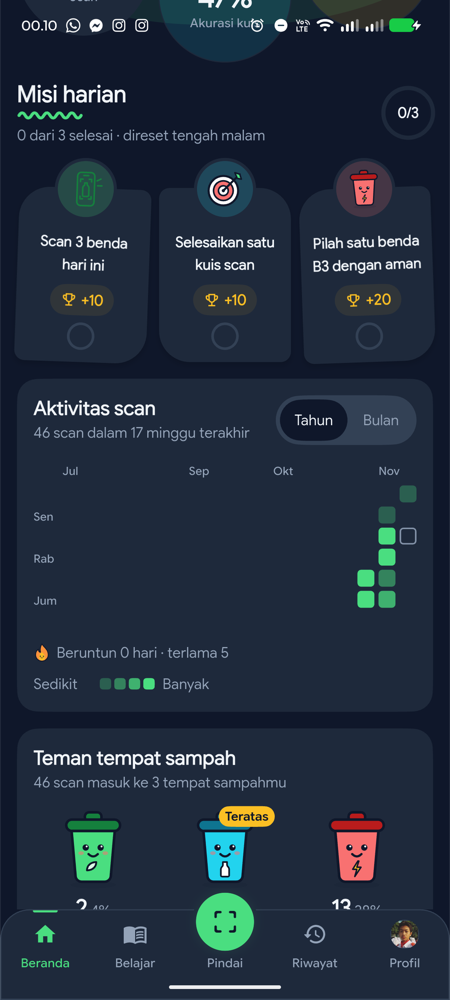 00.10
Akurasi kuis
Misi harian
0/3
0 dari 3 selesai · direset tengah malam
Scan 3 benda
hari ini
+10
Selesaikan satu
kuis scan
+10
Pilah satu benda
B3 dengan aman
+20
Aktivitas scan
46 scan dalam 17 minggu terakhir
Tahun
Bulan
Jul
Sep
Okt
Nov
Sen
Rab
Jum
Beruntun 0 hari · terlama 5
Sedikit
Banyak
Teman tempat sampah
46 scan masuk ke 3 tempat sampahmu
Teratas
2
13
Beranda
Belajar
Pindai
Riwayat
Profil